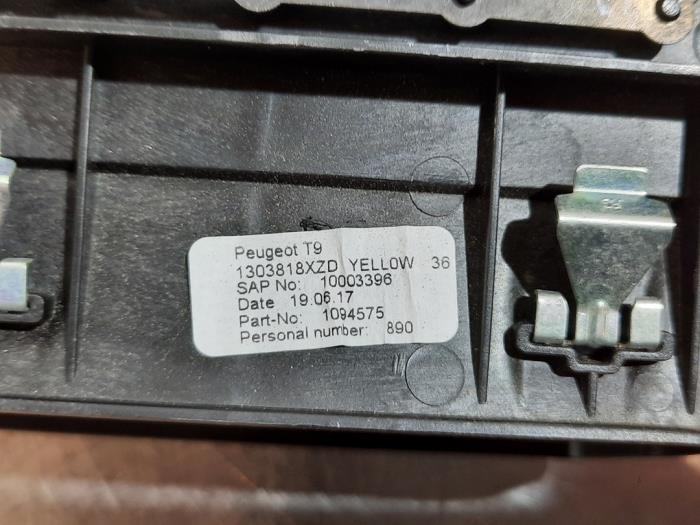 Peugeot T9
1303818XZD YELLOW 36
SAP No: 10003396
Date 19.06.17
Part-No: 1094575
Personal number: 890